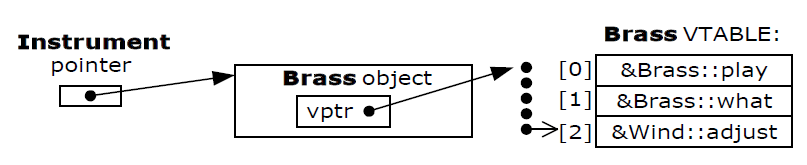 Instrument
pointer
Brass object
vptr
Brass VTABLE:
[0] &Brass::play
[1] &Brass::what
[2] &Wind::adjust